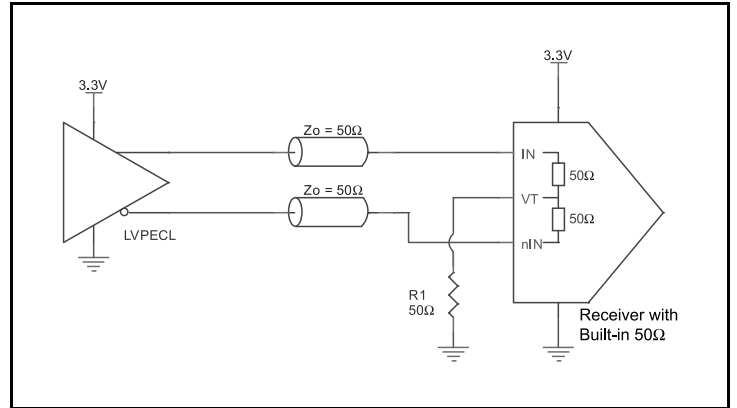 3.3V
3.3V
Zo = 50Ω
IN
50Ω
Zo = 50Ω
VT
50Ω
LVPECL
nIN
R1
50Ω
Receiver with
Built-in 50Ω